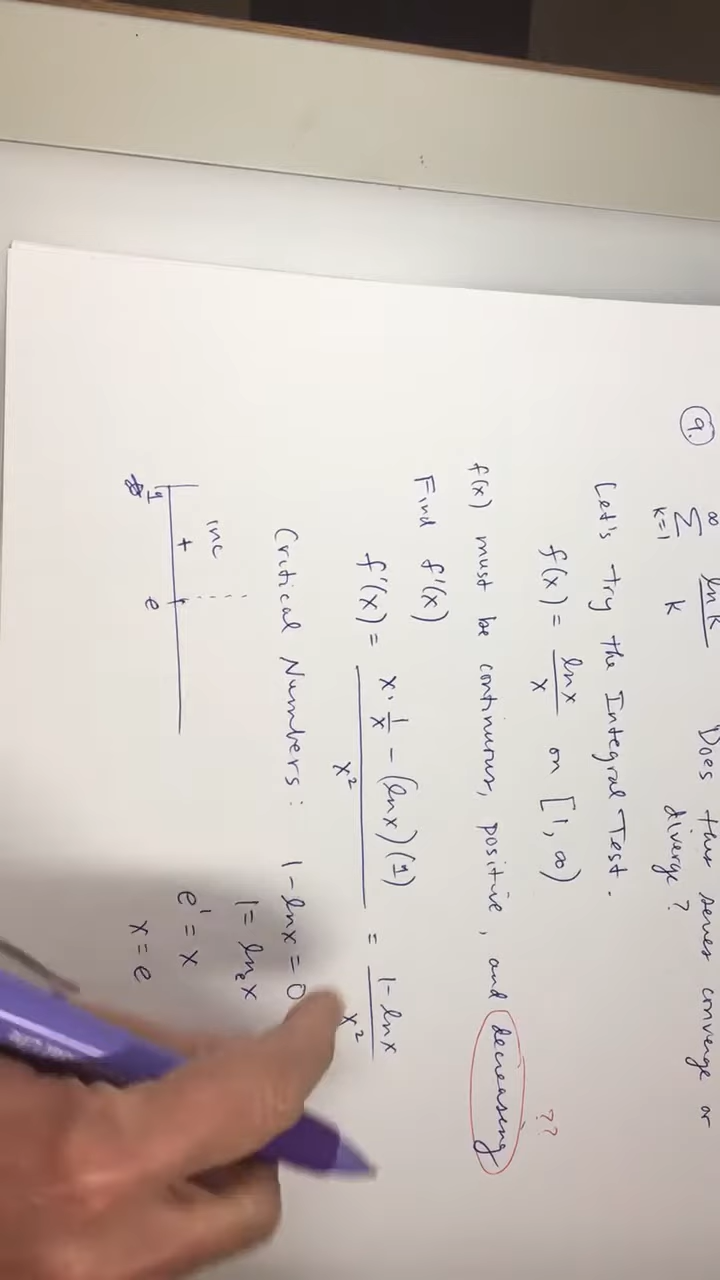 9. ∞ Σ k=1 ln k / k Does this series converge or
diverge?
Let's try the Integral Test.
f(x) = ln x / x on [1, ∞)
??
f(x) must be continuous, positive, and decreasing
Find f'(x)
f'(x) = x · 1/x - (ln x)(1) / x² = 1 - ln x / x²
Critical Numbers: 1 - ln x = 0
1 = lnₑ x
inc
e¹ = x
+
1 e
x = e